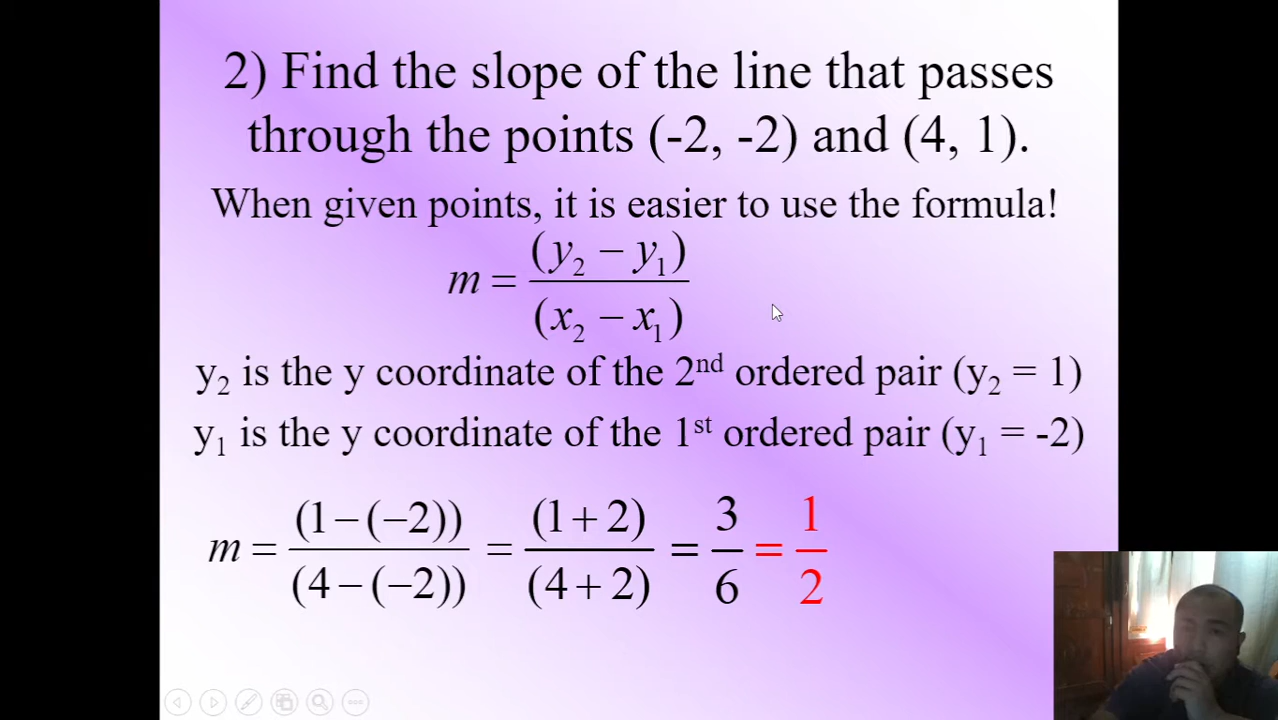 2) Find the slope of the line that passes
through the points (-2, -2) and (4, 1).
When given points, it is easier to use the formula!
m = (y₂ − y₁) / (x₂ − x₁)
y₂ is the y coordinate of the 2ⁿᵈ ordered pair (y₂ = 1)
y₁ is the y coordinate of the 1ˢᵗ ordered pair (y₁ = -2)
m = (1−(−2)) / (4−(−2)) = (1+2) / (4+2) = 3/6 = 1/2